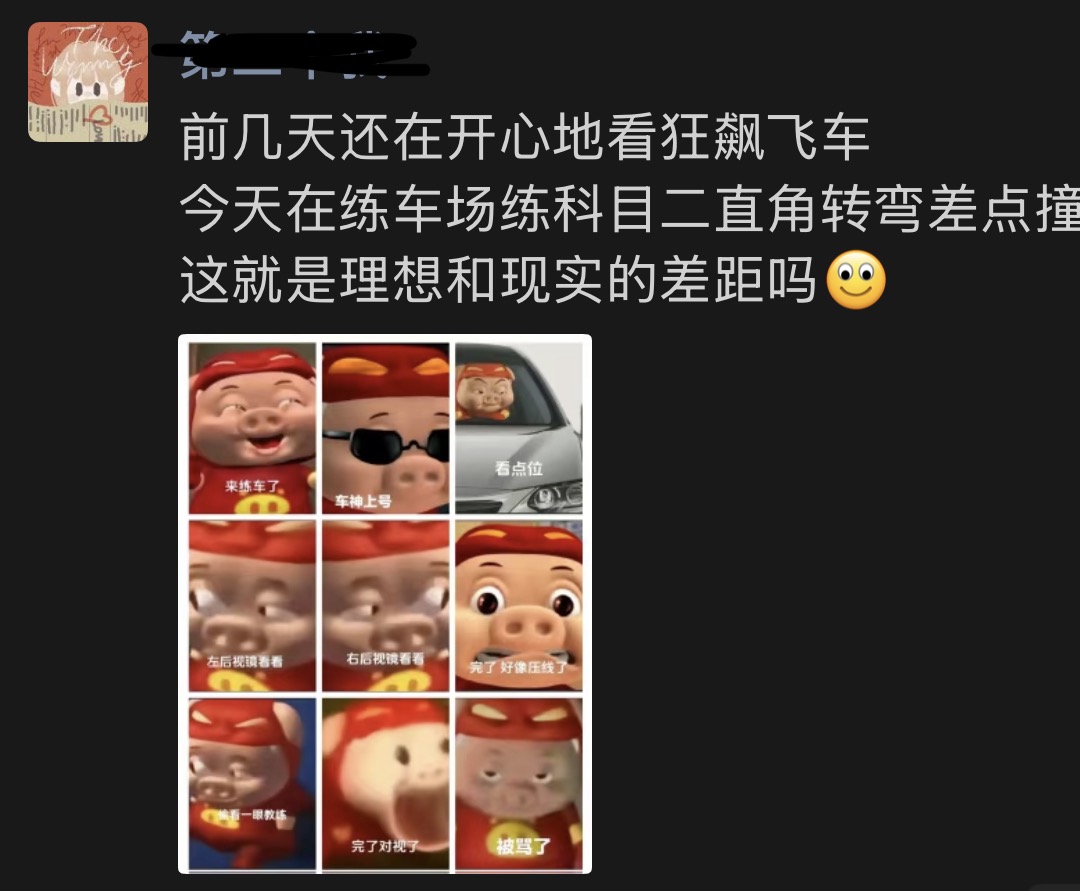 The
前几天还在开心地看狂飙飞车
今天在练车场练科目二直角转弯差点撞
这就是理想和现实的差距吗
来练车了
车神上号
看点位
左后视镜看看
右后视镜看看
完了 好像压线了
偷看一眼教练
完了对视了
被骂了